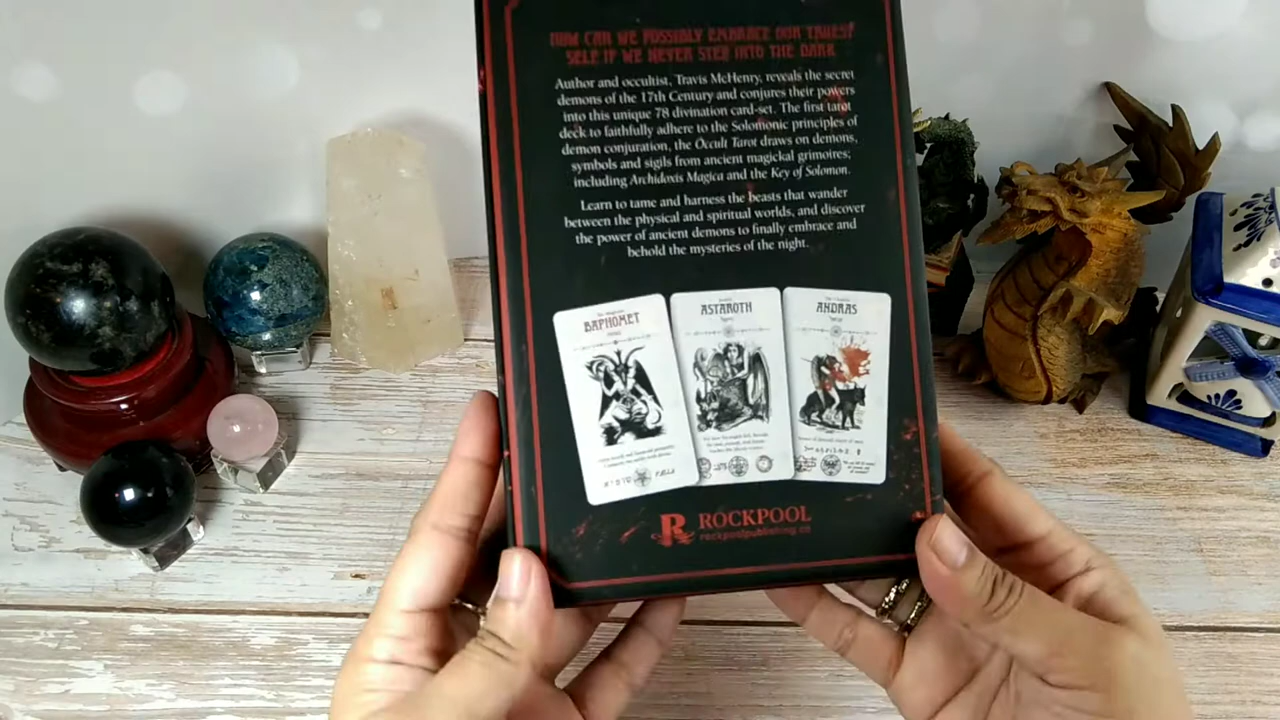 HOW CAN WE POSSIBLY EMBRACE OUR TRUEST
SELF IF WE NEVER STEP INTO THE DARK
Author and occultist, Travis McHenry, reveals the secret
demons of the 17th Century and conjures their powers
into this unique 78 divination card-set. The first tarot
deck to faithfully adhere to the Solomonic principles of
demon conjuration, the Occult Tarot draws on demons,
symbols and sigils from ancient magickal grimoires;
including Archidoxis Magica and the Key of Solomon.
Learn to tame and harness the beasts that wander
between the physical and spiritual worlds, and discover
the power of ancient demons to finally embrace and
behold the mysteries of the night.
BAPHOMET
ASTAROTH
ANDRAS
R ROCKPOOL
rockpoolpublishing.co